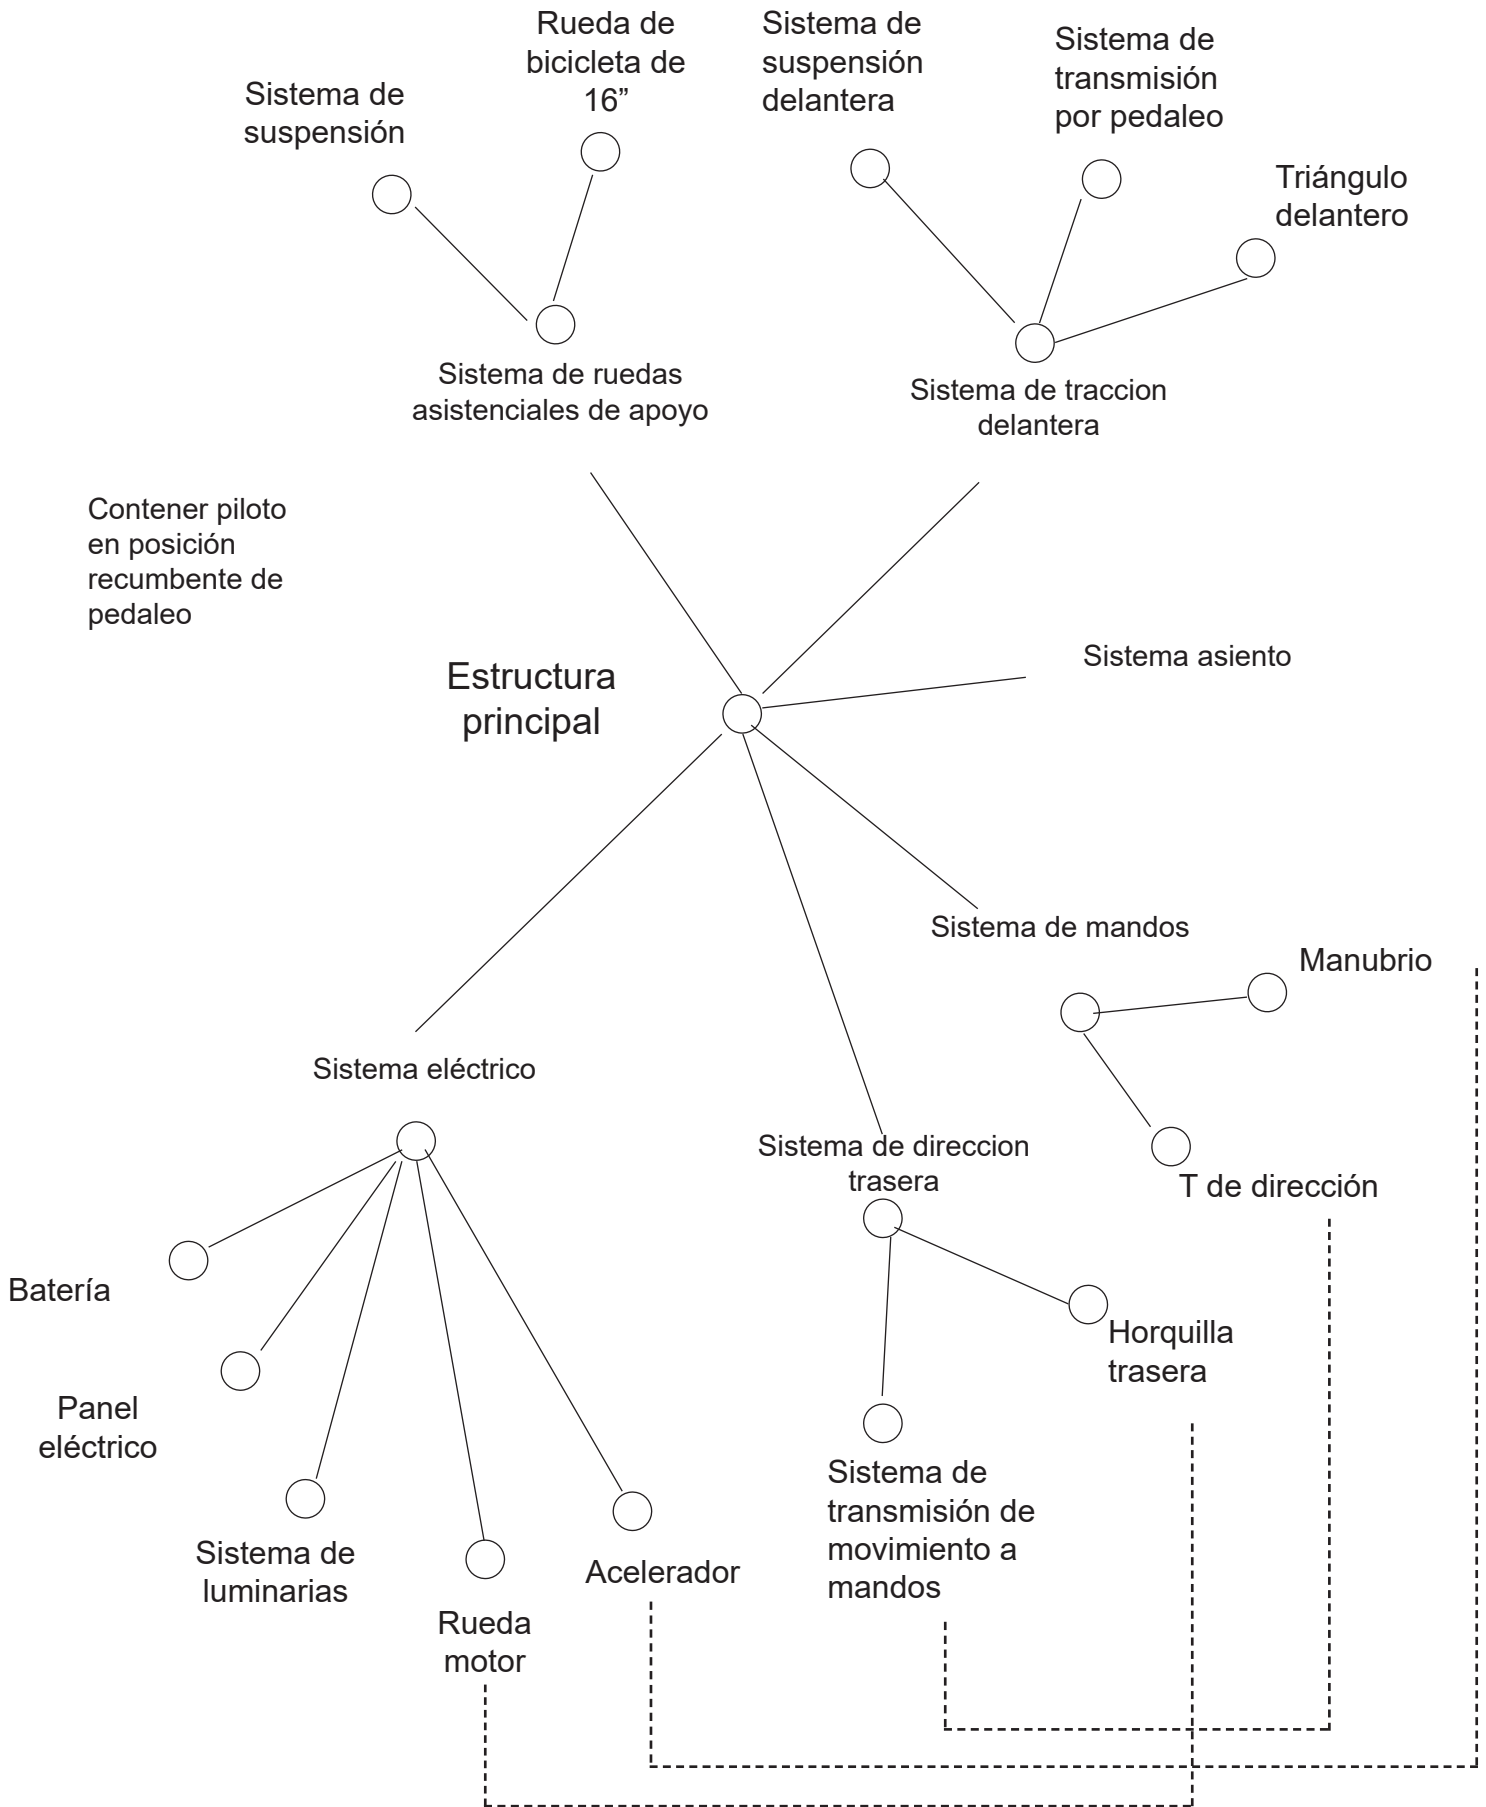 Rueda de
bicicleta de
16”
Sistema de
suspensión
delantera
Sistema de
transmisión
por pedaleo
Sistema de
suspensión
Triángulo
delantero
Sistema de ruedas
asistenciales de apoyo
Sistema de traccion
delantera
Contener piloto
en posición
recumbente de
pedaleo
Estructura
principal
Sistema asiento
Sistema de mandos
Manubrio
Sistema eléctrico
Sistema de direccion
trasera
T de dirección
Batería
Horquilla
trasera
Panel
eléctrico
Sistema de
transmisión de
movimiento a
mandos
Sistema de
luminarias
Acelerador
Rueda
motor